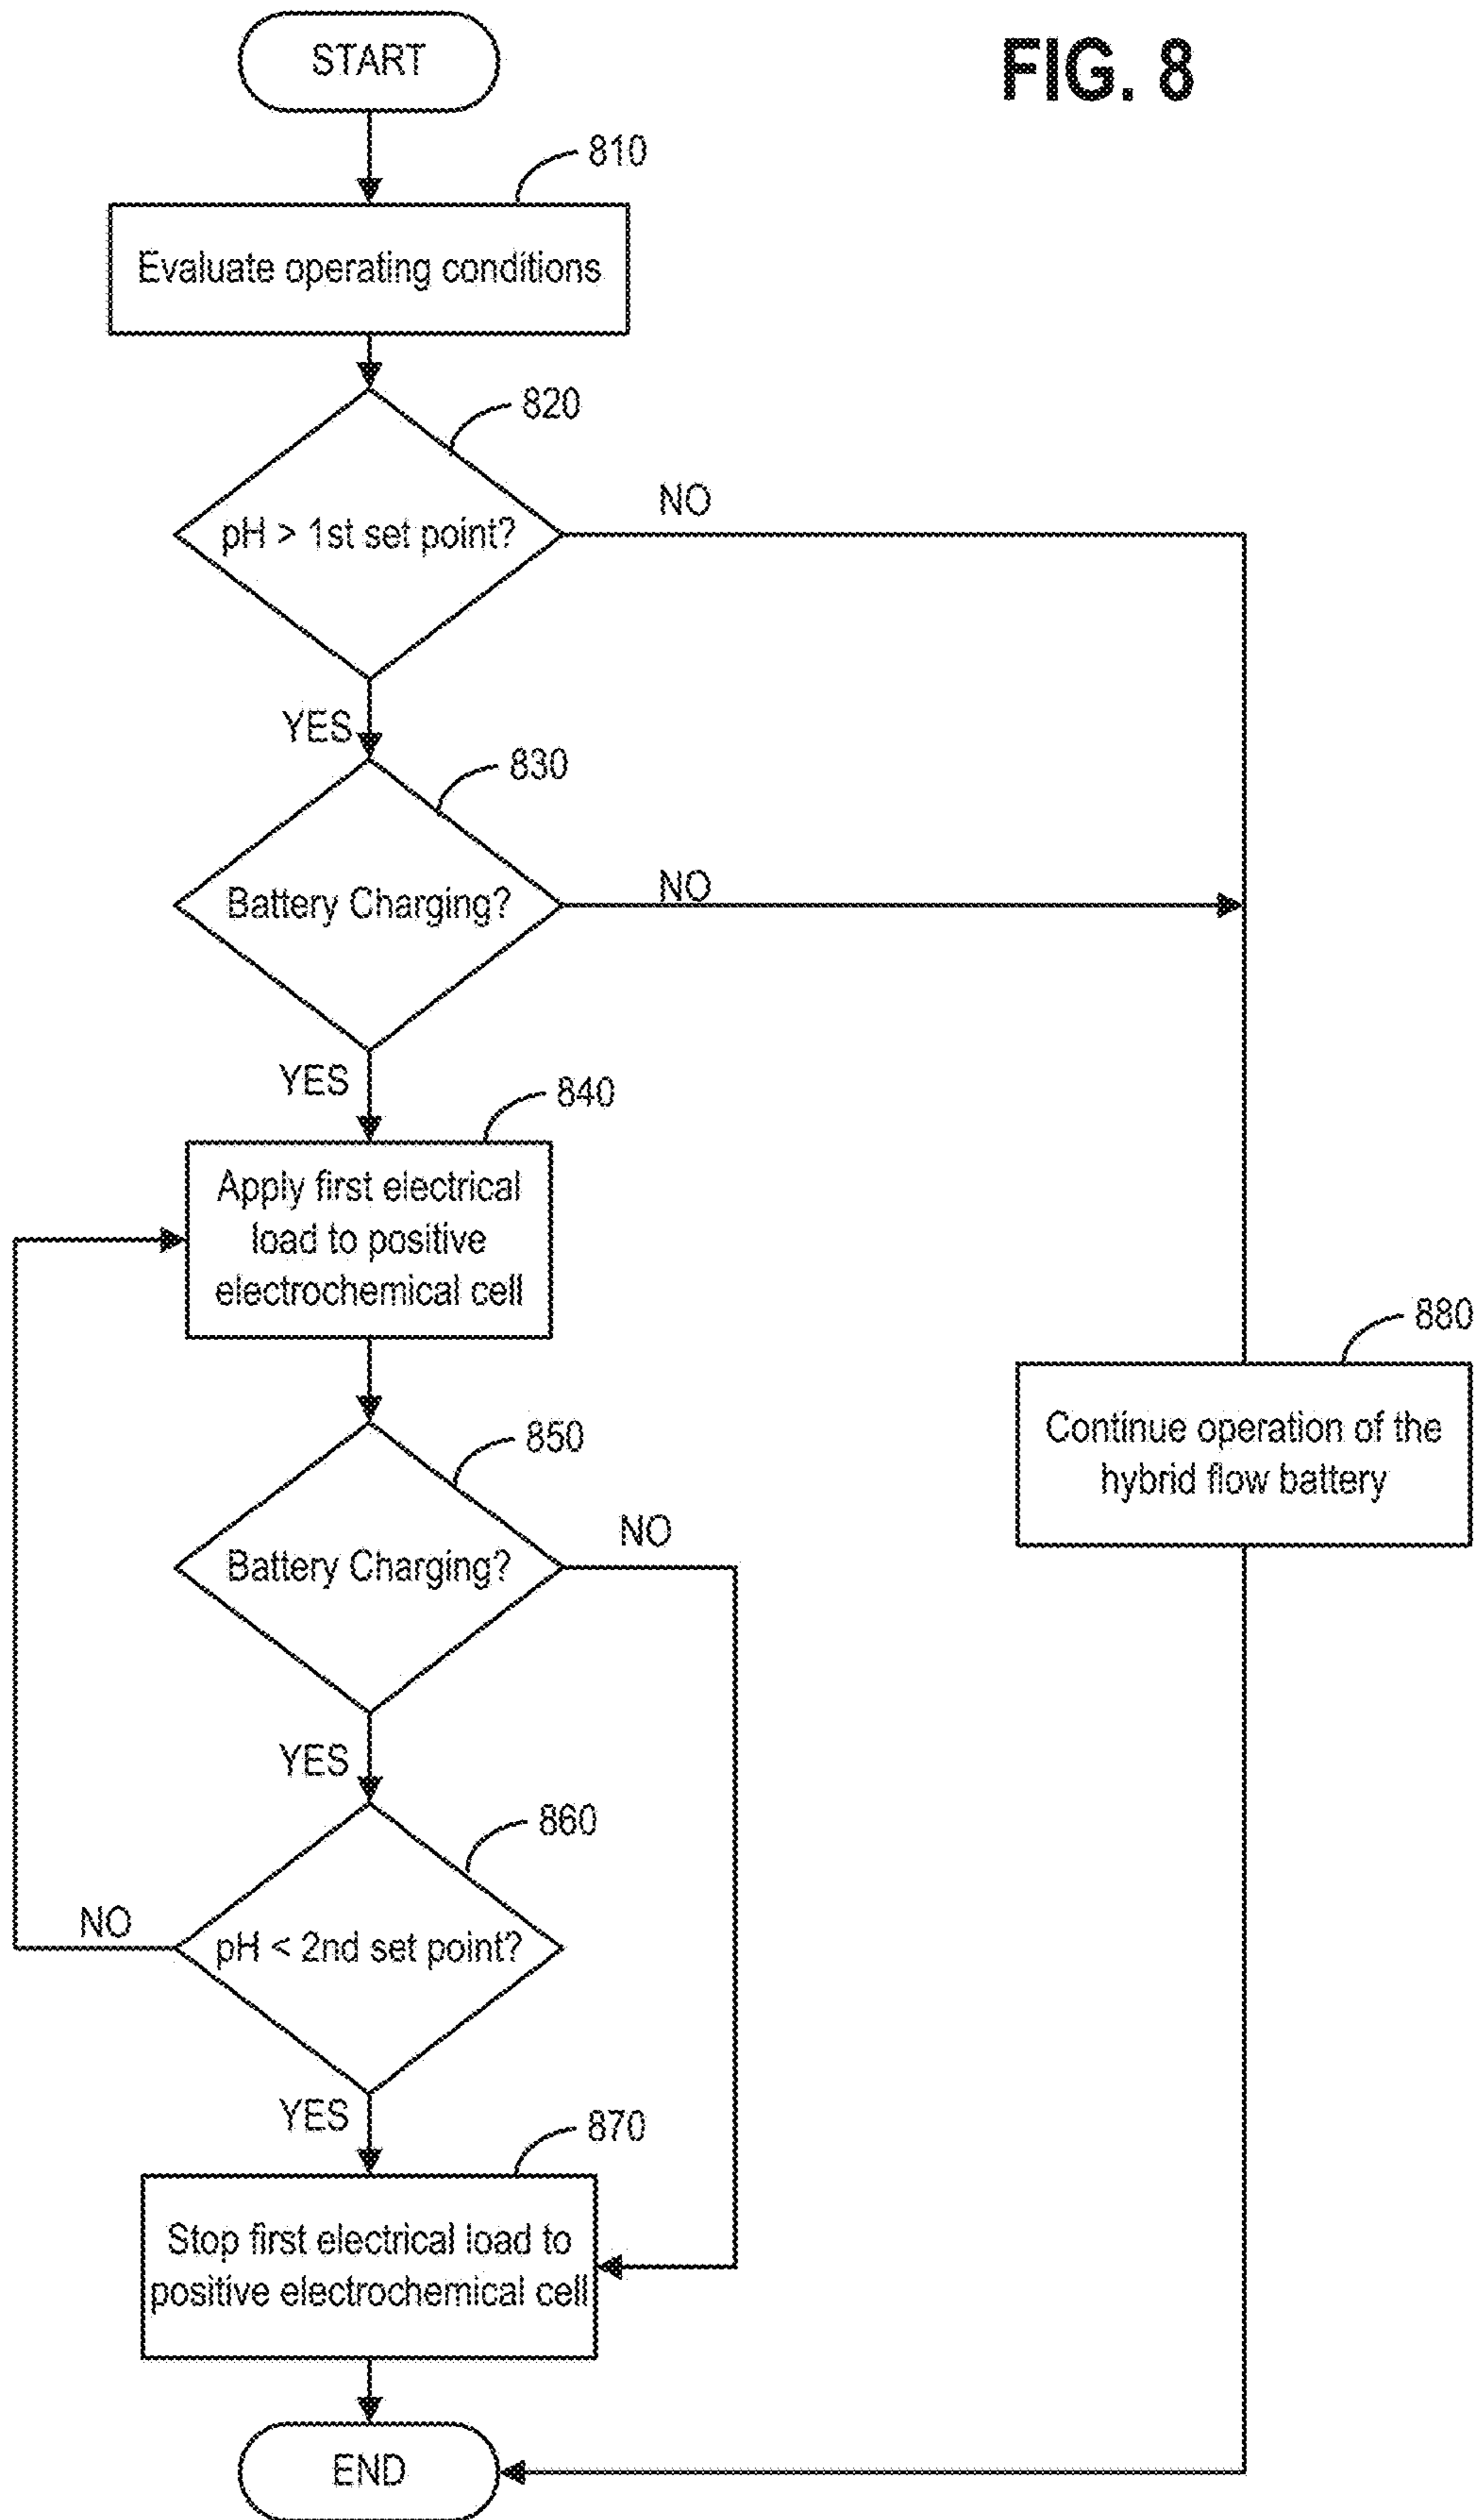 FIG. 8
START
810
Evaluate operating conditions
820
pH > 1st set point?
NO
YES
830
Battery Charging?
NO
YES
840
Apply first electrical
load to positive
electrochemical cell
880
Continue operation of the
hybrid flow battery
850
Battery Charging?
NO
YES
860
pH < 2nd set point?
NO
YES
870
Stop first electrical load to
positive electrochemical cell
END